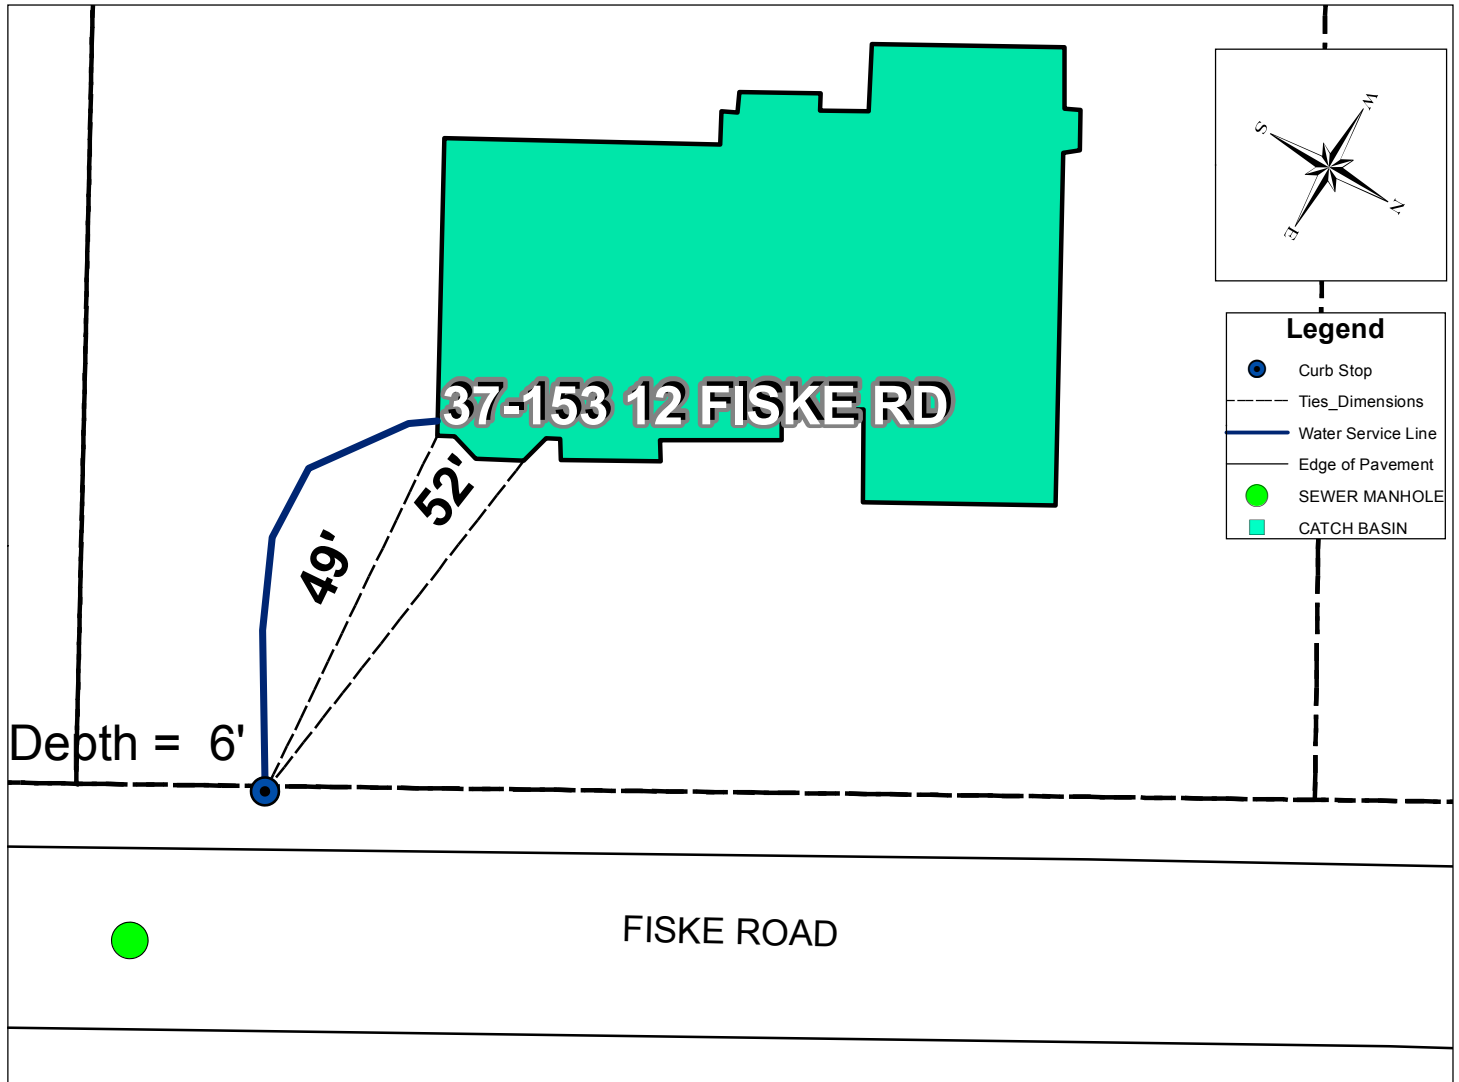 W
S
N
E
Legend
Curb Stop
Ties_Dimensions
Water Service Line
Edge of Pavement
SEWER MANHOLE
CATCH BASIN
37-153 12 FISKE RD
52'
49'
Depth = 6'
FISKE ROAD